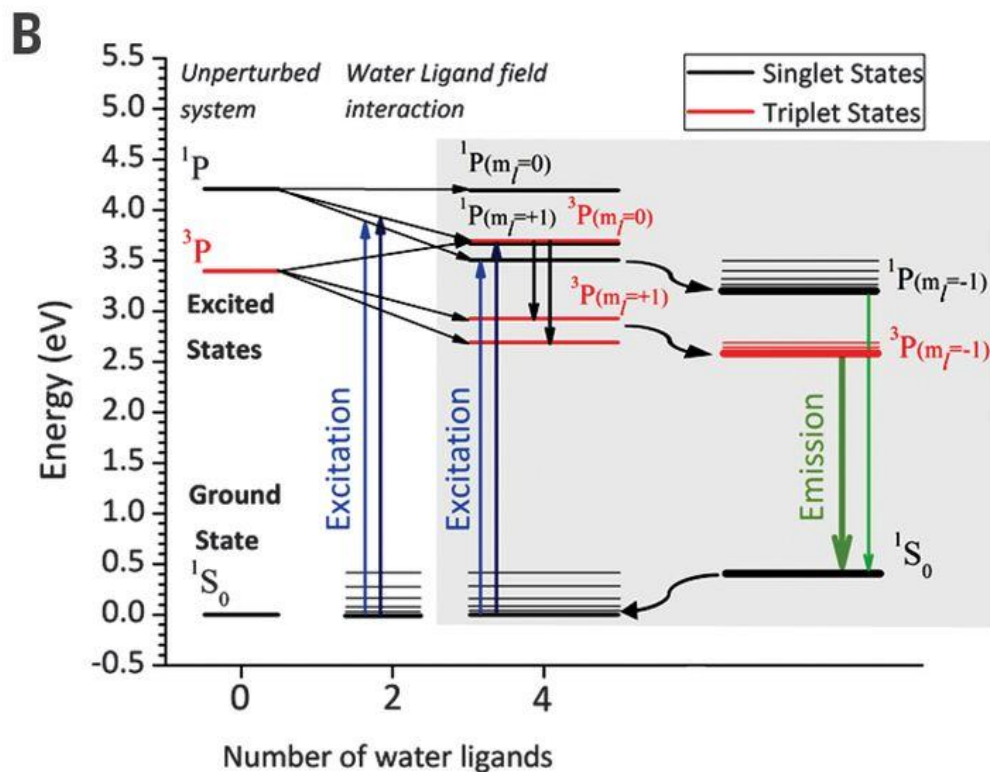 B
5.5
5.0
4.5
4.0
3.5
3.0
2.5
2.0
1.5
1.0
0.5
0.0
-0.5
Energy (eV)
Unperturbed
system
Water Ligand field
interaction
Singlet States
Triplet States
¹P
³P
Excited
States
Ground
State
¹S₀
Excitation
Excitation
¹P(mₗ=0)
¹P(mₗ=+1) ³P(mₗ=0)
³P(mₗ=+1)
¹P(mₗ=-1)
³P(mₗ=-1)
Emission
¹S₀
0 2 4
Number of water ligands